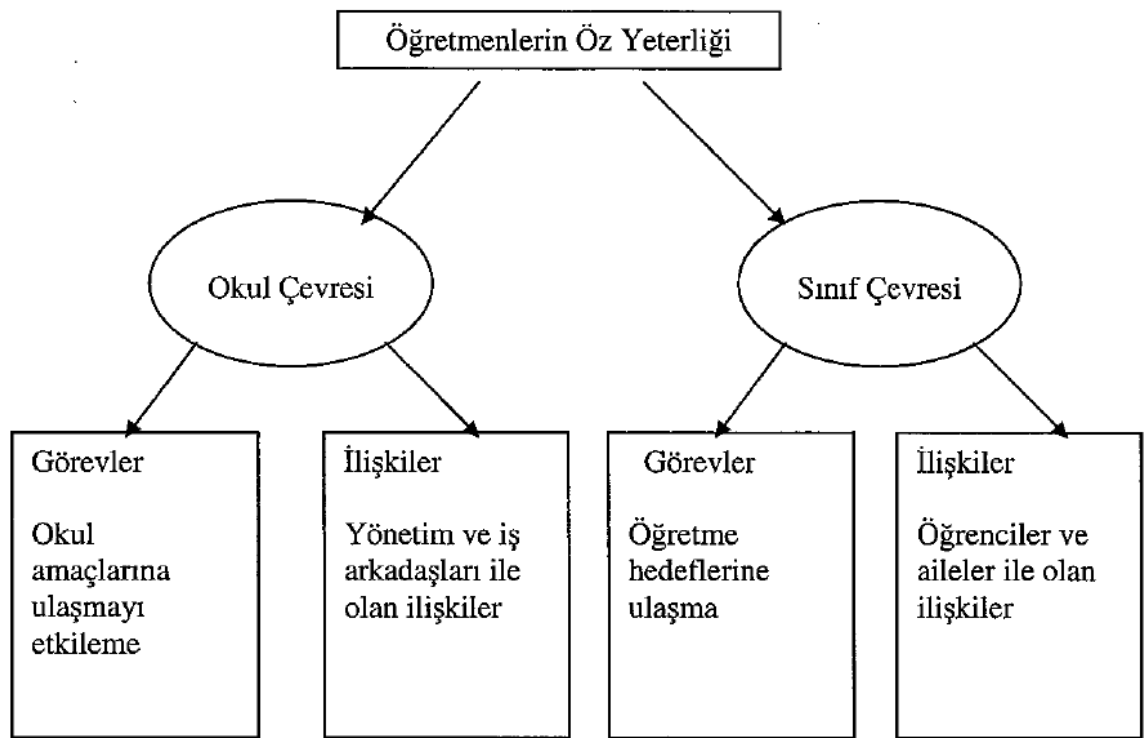 Öğretmenlerin Öz Yeterliği
Okul Çevresi
Sınıf Çevresi
Görevler
Okul
amaçlarına
ulaşmayı
etkileme
İlişkiler
Yönetim ve iş
arkadaşları ile
olan ilişkiler
Görevler
Öğretme
hedeflerine
ulaşma
İlişkiler
Öğrenciler ve
aileler ile olan
ilişkiler